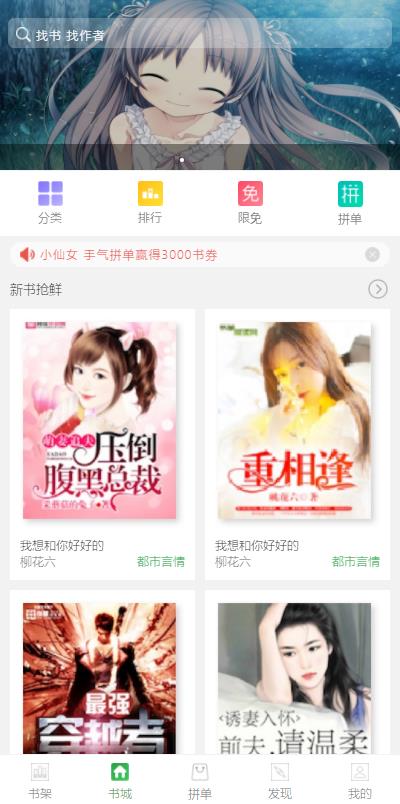 找书 找作者
分类
排行
免
限免
拼
拼单
小仙女 手气拼单赢得3000书券
新书抢鲜
萌妻追夫
压倒
腹黑总裁
重相逢
桃花六 著
我想和你好好的
柳花六
都市言情
我想和你好好的
柳花六
都市言情
最强
穿越者
‹诱妻入怀›
前夫,请温柔
书架
书城
拼单
发现
我的